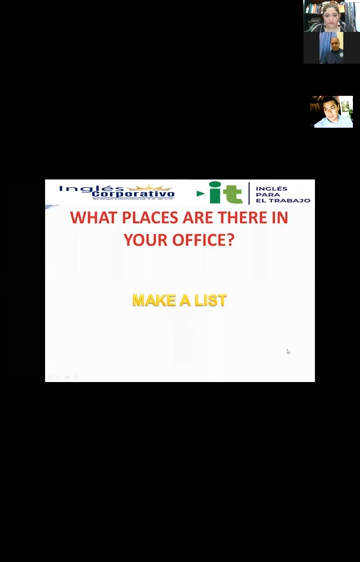 Inglés
Corporativo
it
INGLÉS
PARA
EL TRABAJO
WHAT PLACES ARE THERE IN
YOUR OFFICE?
MAKE A LIST